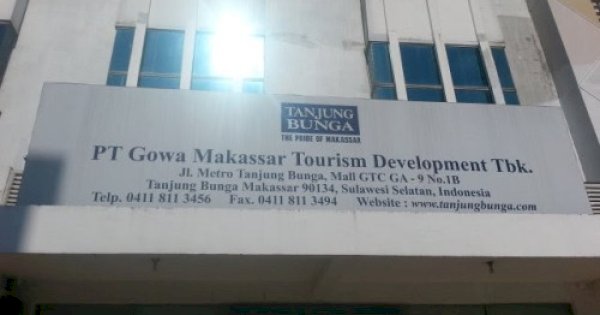 TANJUNG
BUNGA
THE PRIDE OF MAKASSAR
PT Gowa Makassar Tourism Development Tbk.
Jl. Metro Tanjung Bunga, Mall GTC GA - 9 No.1B
Tanjung Bunga Makassar 90134, Sulawesi Selatan, Indonesia
Telp. 0411 811 3456 Fax. 0411 811 3494 Website : www.tanjungbunga.com